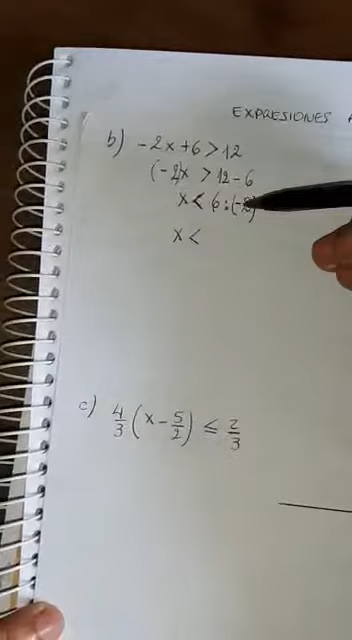 EXPRESIONES
b) -2x+6>12
(-2)x > 12-6
x < 6:(-2)
x <
c) 4/3 (x - 5/2) ≤ 2/3